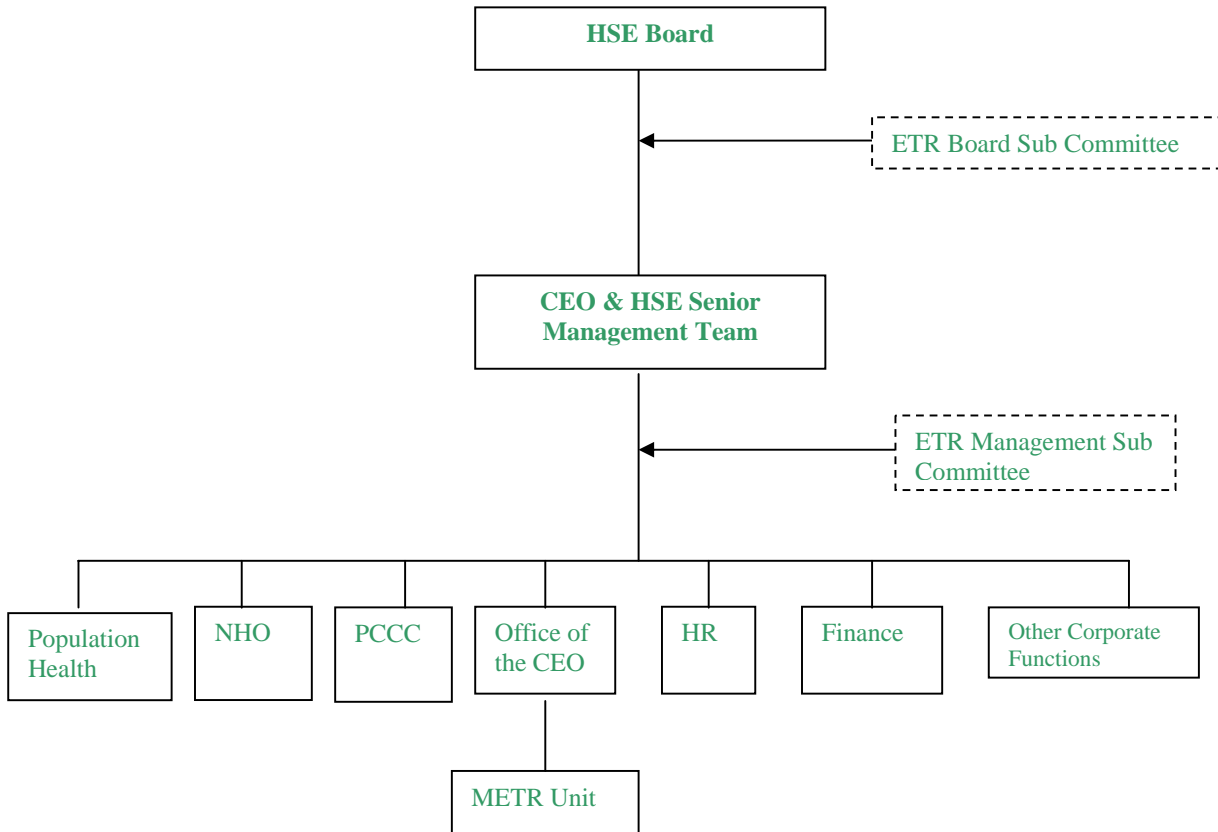 HSE Board
ETR Board Sub Committee
CEO & HSE Senior
Management Team
ETR Management Sub
Committee
Population
Health
NHO
PCCC
Office of
the CEO
HR
Finance
Other Corporate
Functions
METR Unit